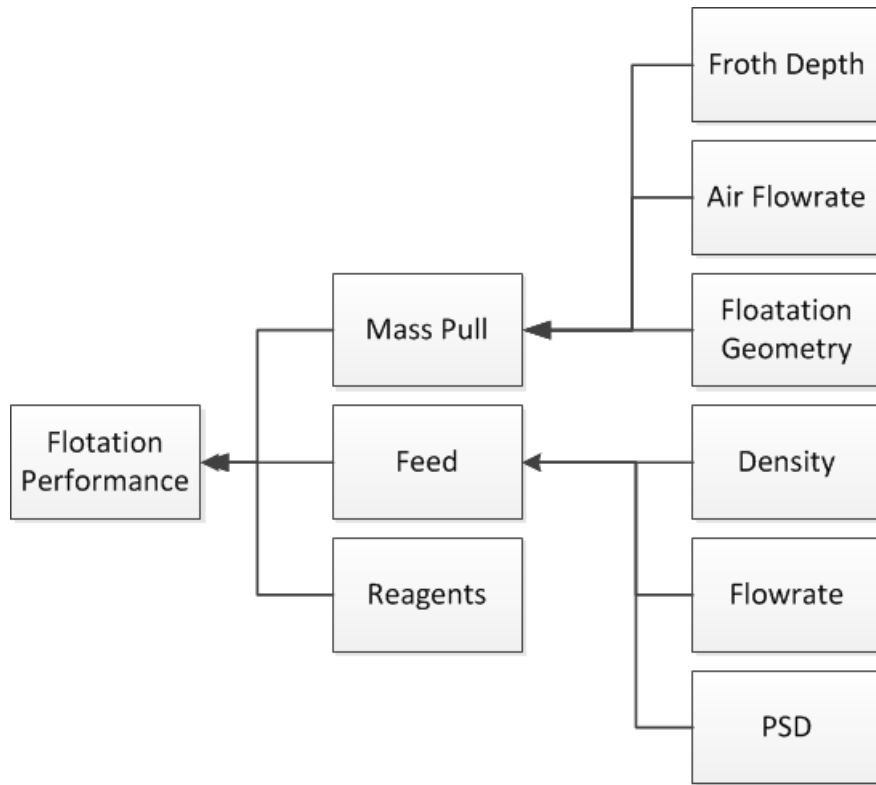 Froth Depth
Air Flowrate
Mass Pull
Floatation
Geometry
Flotation
Performance
Feed
Density
Reagents
Flowrate
PSD